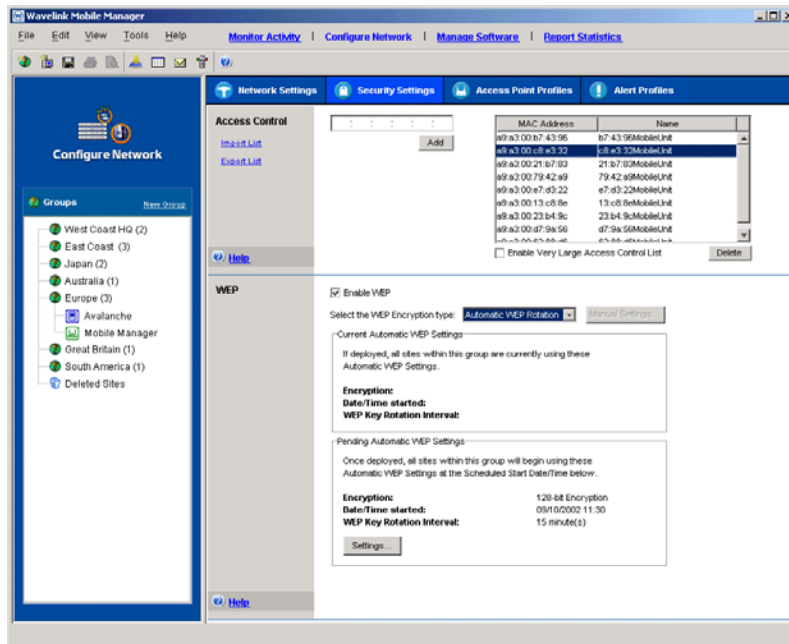 Wavelink Mobile Manager
File Edit View Tools Help Monitor Activity | Configure Network | Manage Software | Report Statistics
Network Settings Security Settings Access Point Profiles Alert Profiles
Configure Network
Groups New Group
West Coast HQ (2)
East Coast (3)
Japan (2)
Australia (1)
Europe (3)
Avalanche
Mobile Manager
Great Britain (1)
South America (1)
Deleted Sites
Access Control
Import List
Export List
Help
: : : : :
Add
MAC Address Name
a9:a3:00:b7:43:96 b7:43:96MobileUnit
a9:a3:00:c8:e3:32 c8:e3:32MobileUnit
a9:a3:00:21:b7:83 21:b7:83MobileUnit
a9:a3:00:79:42:a9 79:42:a9MobileUnit
a9:a3:00:e7:d3:22 e7:d3:22MobileUnit
a9:a3:00:13:c8:8e 13:c8:8eMobileUnit
a9:a3:00:23:b4:9c 23:b4:9cMobileUnit
a9:a2:00:d7:9a:56 d7:9a:56MobileUnit
Enable Very Large Access Control List Delete
WEP
Enable WEP
Select the WEP Encryption type: Automatic WEP Rotation Manual Settings...
Current Automatic WEP Settings
If deployed, all sites within this group are currently using these
Automatic WEP Settings.
Encryption:
Date/Time started:
WEP Key Rotation Interval:
Pending Automatic WEP Settings
Once deployed, all sites within this group will begin using these
Automatic WEP Settings at the Scheduled Start Date/Time below.
Encryption: 128-bit Encryption
Date/Time started: 09/10/2002 11:30
WEP Key Rotation Interval: 15 minute(s)
Settings...
Help